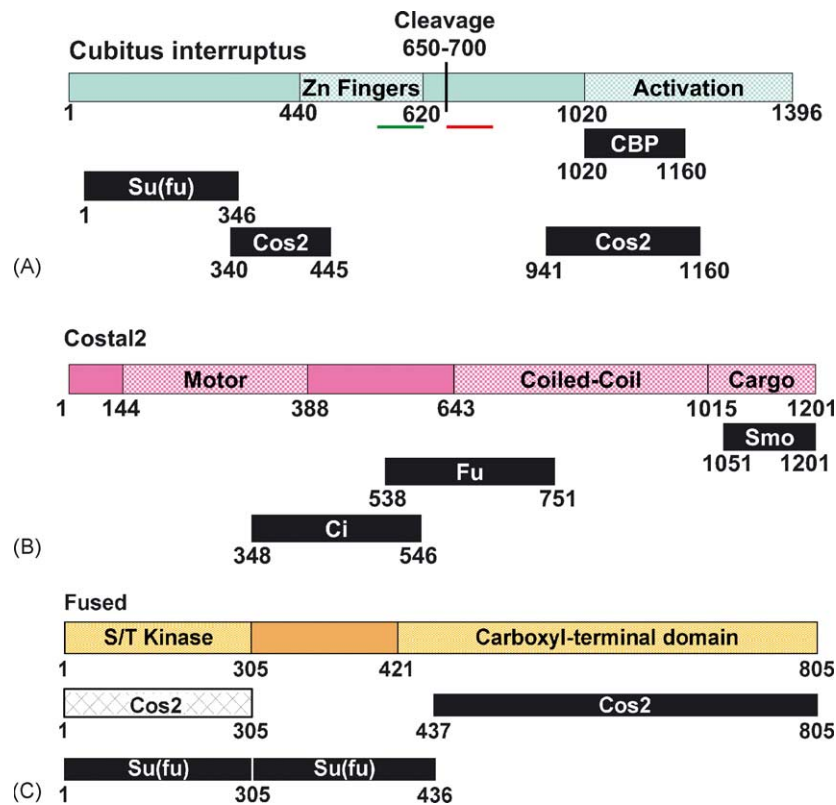 Cleavage
Cubitus interruptus 650-700
Zn Fingers Activation
1 440 620 1020 1396
CBP
1020 1160
Su(fu)
1 346
Cos2 Cos2
(A) 340 445 941 1160
Costal2
Motor Coiled-Coil Cargo
1 144 388 643 1015 1201
Smo
1051 1201
Fu
538 751
Ci
(B) 348 546
Fused
S/T Kinase Carboxyl-terminal domain
1 305 421 805
Cos2 Cos2
1 305 437 805
Su(fu) Su(fu)
(C) 1 305 436